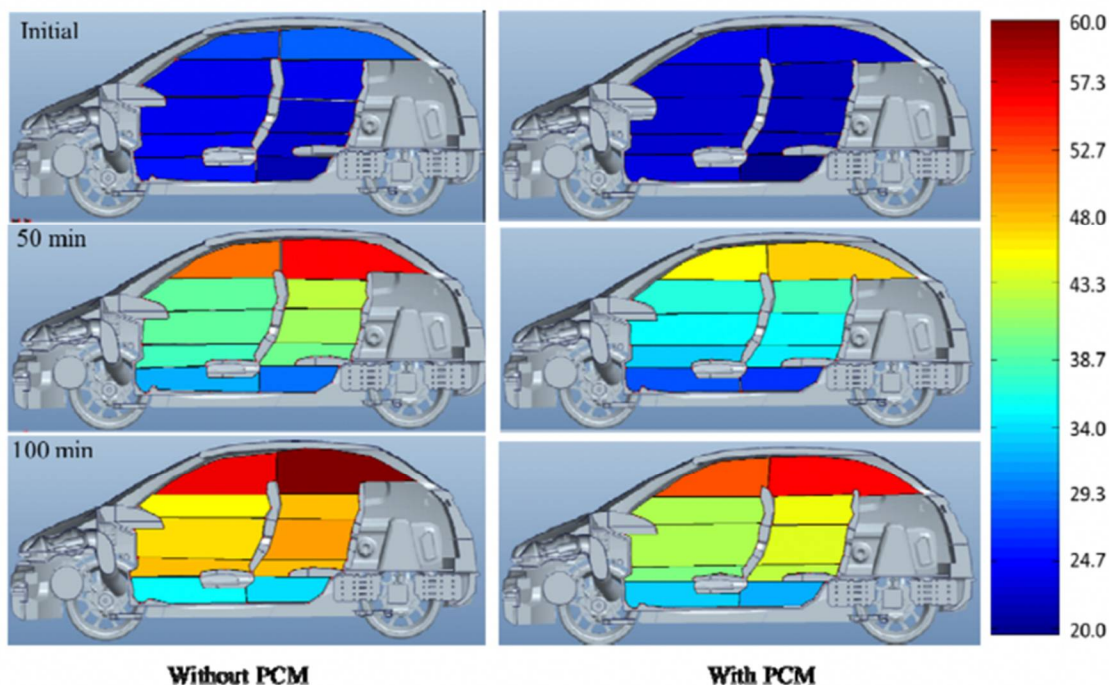 Initial
50 min
100 min
Without PCM
With PCM
60.0
57.3
52.7
48.0
43.3
38.7
34.0
29.3
24.7
20.0